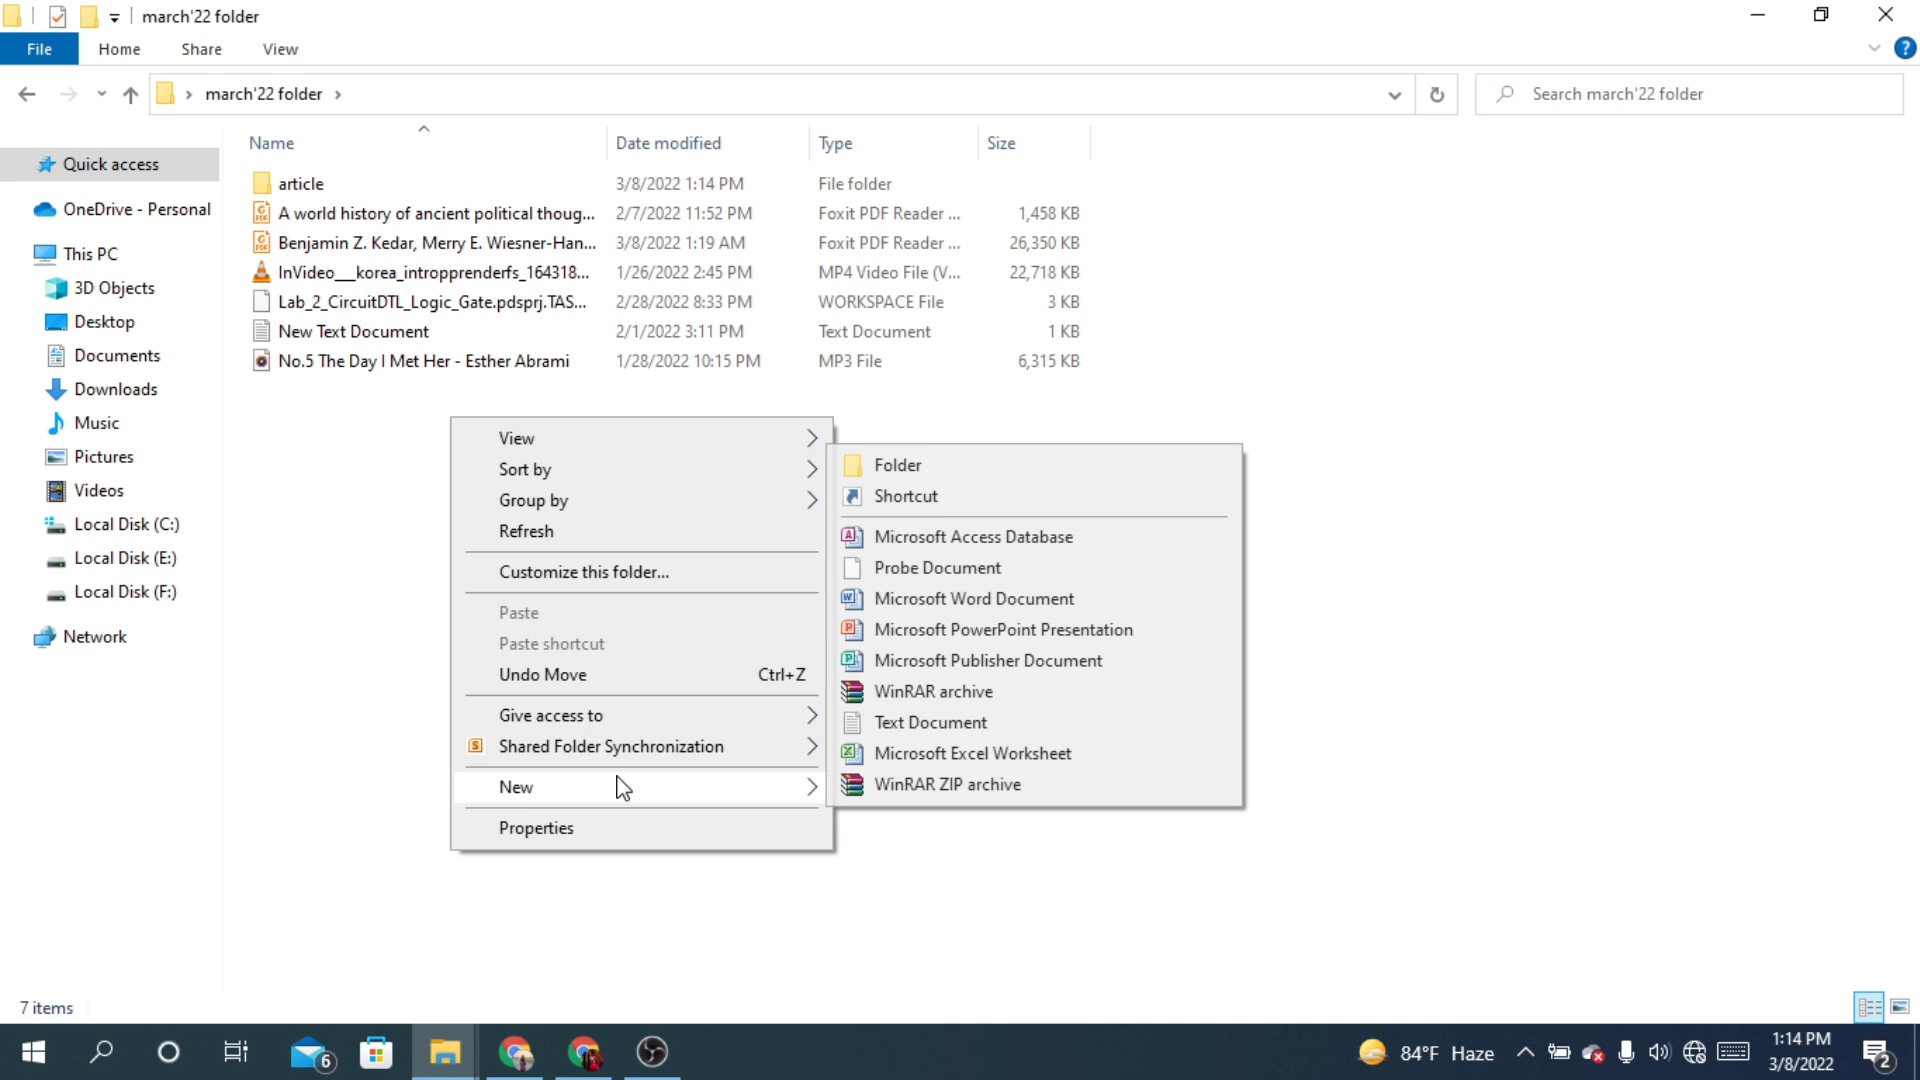 march'22 folder
File Home Share View
march'22 folder
Search march'22 folder
Name Date modified Type Size
Quick access
OneDrive - Personal
This PC
3D Objects
Desktop
Documents
Downloads
Music
Pictures
Videos
Local Disk (C:)
Local Disk (E:)
Local Disk (F:)
Network
article 3/8/2022 1:14 PM File folder
A world history of ancient political thoug... 2/7/2022 11:52 PM Foxit PDF Reader ... 1,458 KB
Benjamin Z. Kedar, Merry E. Wiesner-Han... 3/8/2022 1:19 AM Foxit PDF Reader ... 26,350 KB
InVideo__korea_intropprenderfs_164318... 1/26/2022 2:45 PM MP4 Video File (V... 22,718 KB
Lab_2_CircuitDTL_Logic_Gate.pdsprj.TAS... 2/28/2022 8:33 PM WORKSPACE File 3 KB
New Text Document 2/1/2022 3:11 PM Text Document 1 KB
No.5 The Day I Met Her - Esther Abrami 1/28/2022 10:15 PM MP3 File 6,315 KB
View
Sort by
Group by
Refresh
Customize this folder...
Paste
Paste shortcut
Undo Move Ctrl+Z
Give access to
Shared Folder Synchronization
New
Properties
Folder
Shortcut
Microsoft Access Database
Probe Document
Microsoft Word Document
Microsoft PowerPoint Presentation
Microsoft Publisher Document
WinRAR archive
Text Document
Microsoft Excel Worksheet
WinRAR ZIP archive
7 items
6
84°F Haze
1:14 PM
3/8/2022
2